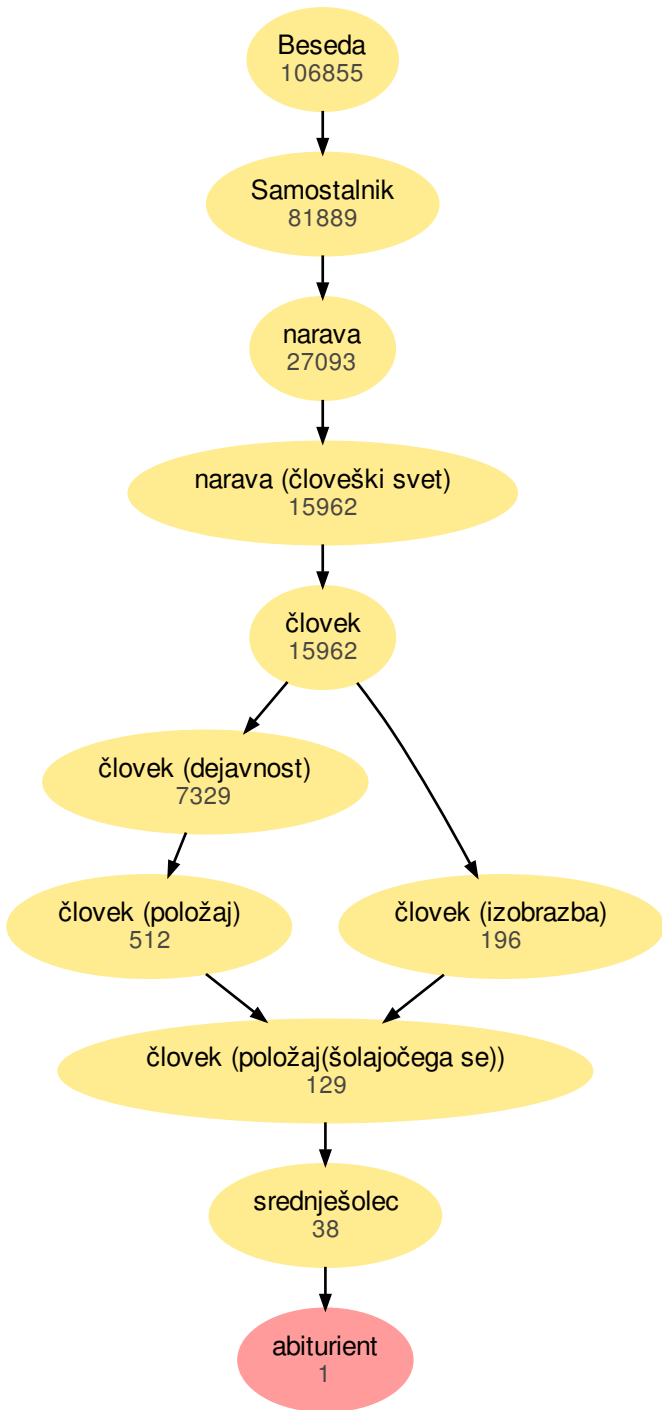 Beseda
106855
Samostalnik
81889
narava
27093
narava (človeški svet)
15962
človek
15962
človek (dejavnost)
7329
človek (položaj)
512
človek (izobrazba)
196
človek (položaj(šolajočega se))
129
srednješolec
38
abiturient
1